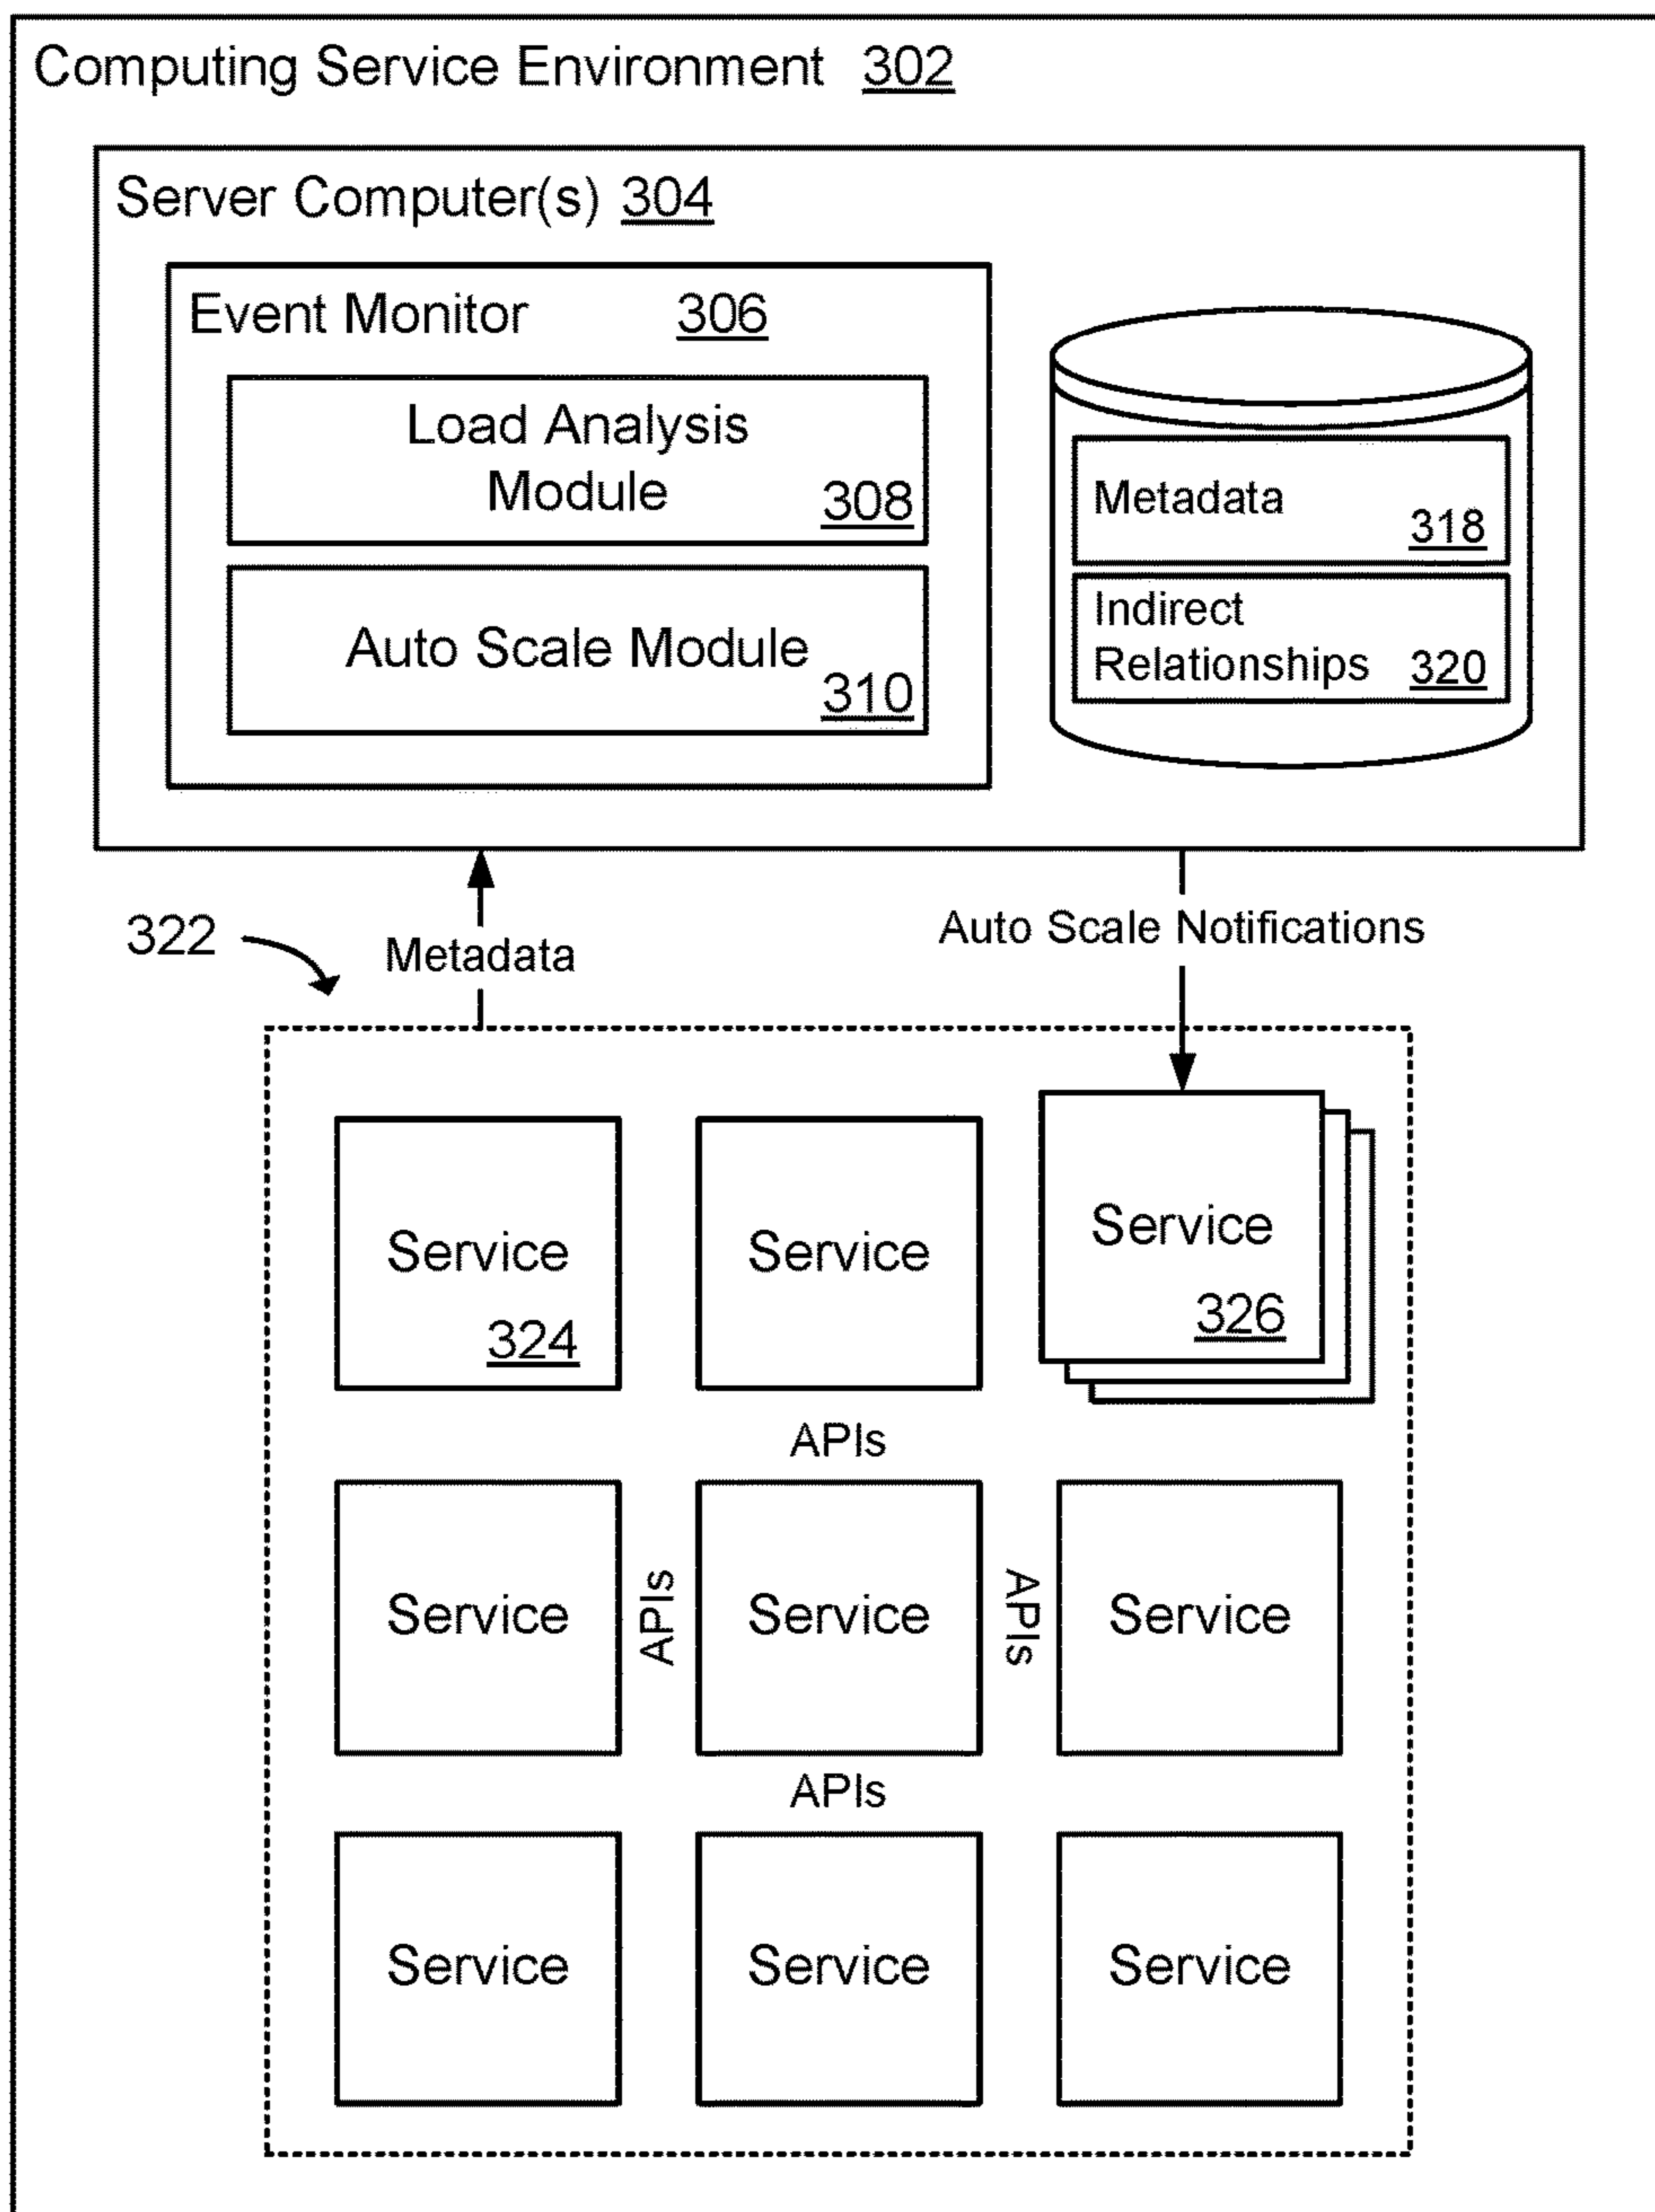 Computing Service Environment 302
Server Computer(s) 304
Event Monitor 306
Load Analysis
Module 308
Auto Scale Module
310
Metadata
318
Indirect
Relationships 320
322
Metadata
Auto Scale Notifications
Service
324
Service
Service
326
APIs
Service
APIs
Service
APIs
Service
APIs
Service
Service
Service